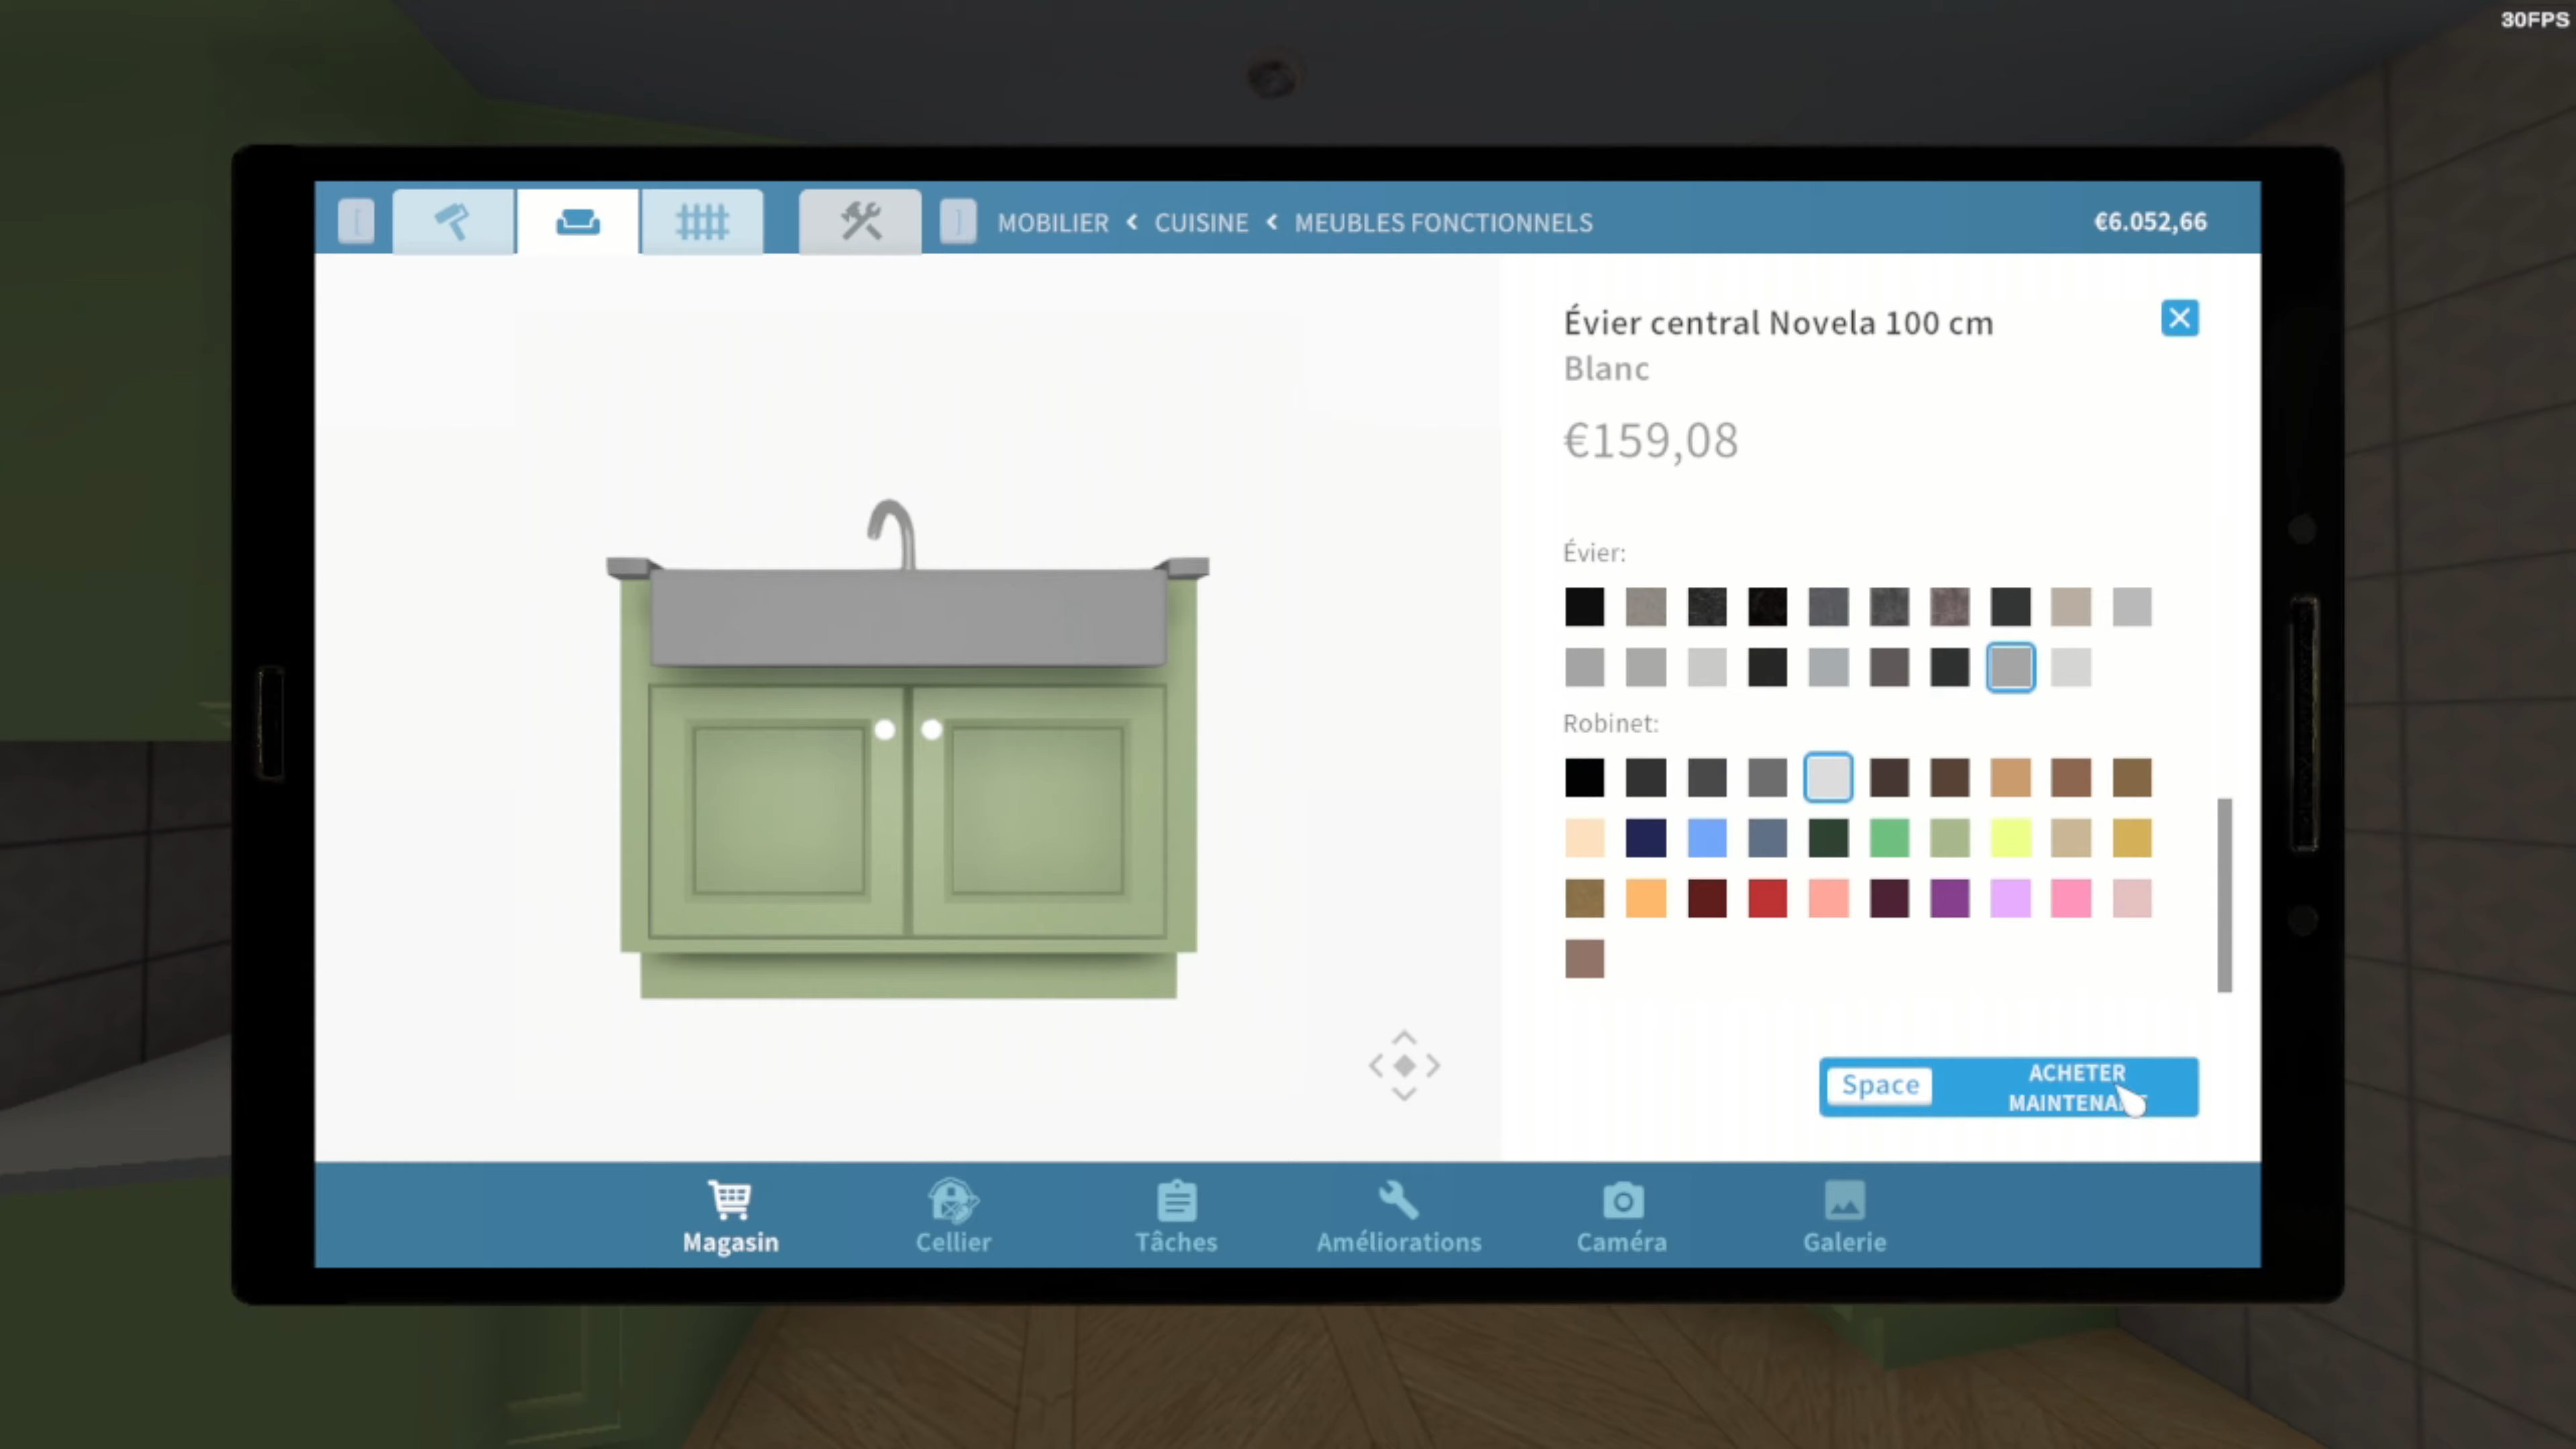 30FPS
[
]
MOBILIER < CUISINE < MEUBLES FONCTIONNELS
€6.052,66
Évier central Novela 100 cm
Blanc
€159,08
Évier:
Robinet:
Space
ACHETER
Magasin
Cellier
Tâches
Améliorations
Caméra
Galerie